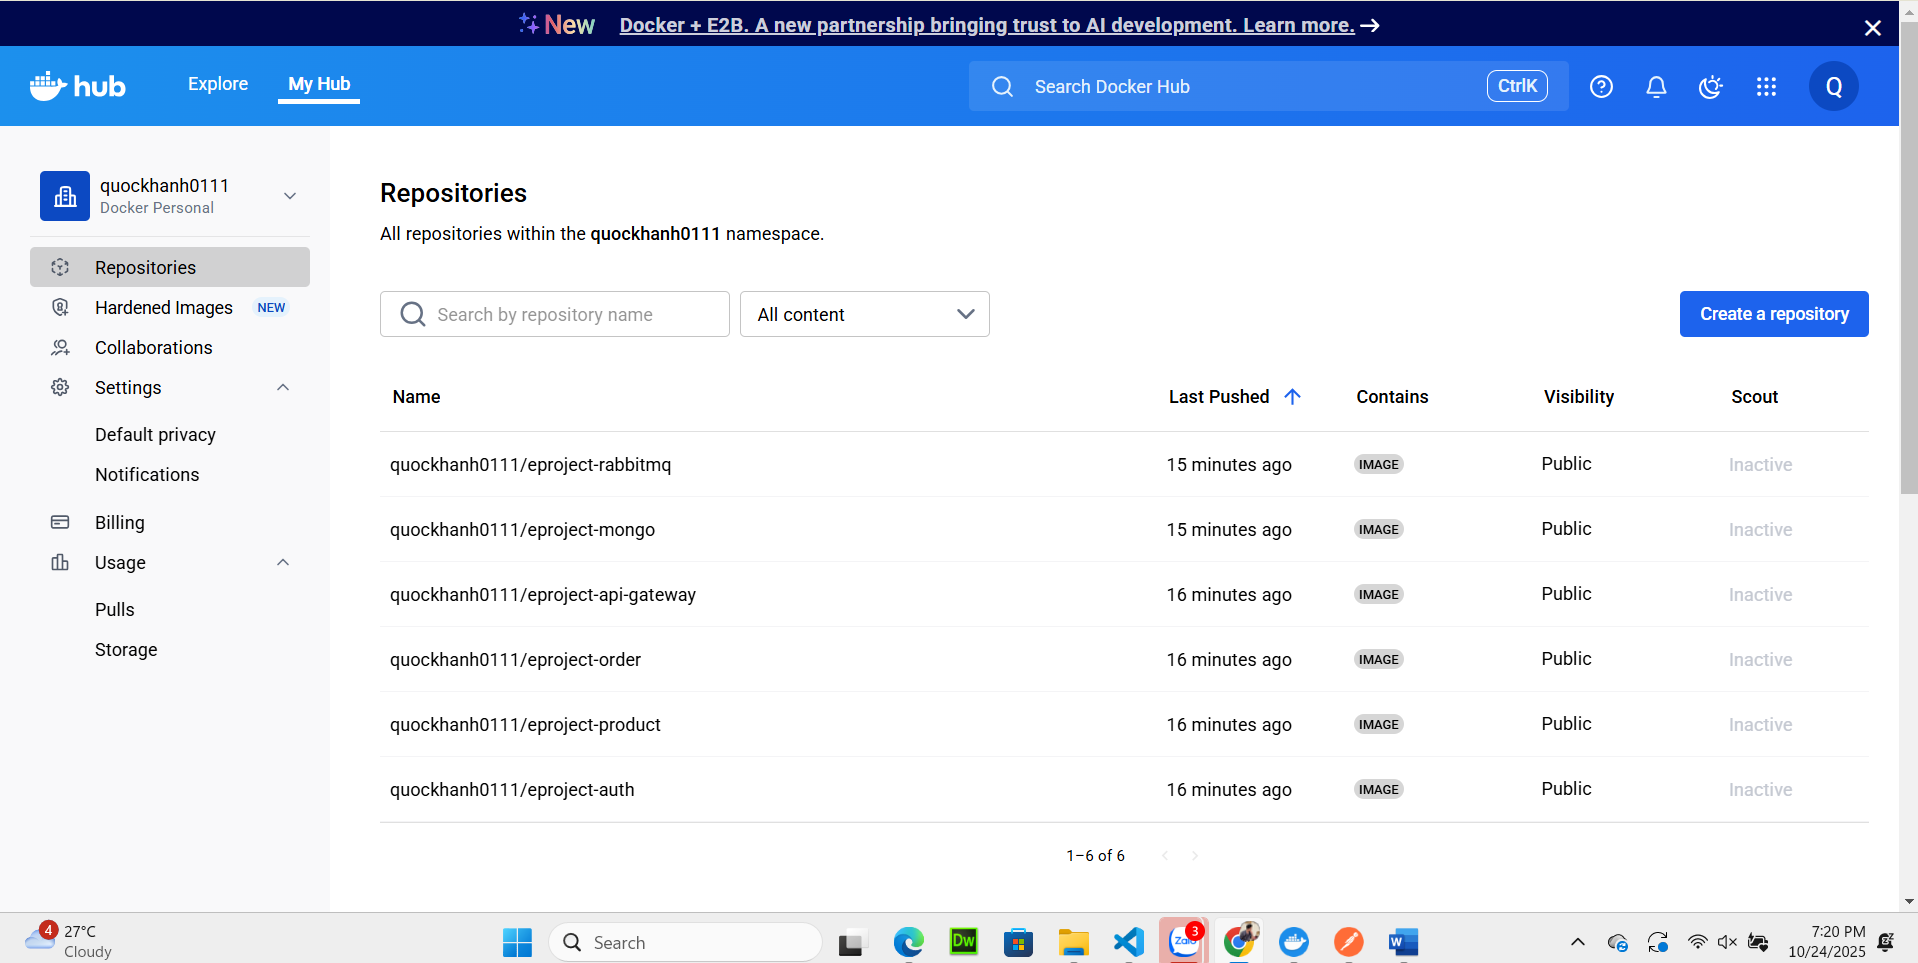 New Docker + E2B. A new partnership bringing trust to AI development. Learn more. →
hub Explore My Hub Search Docker Hub CtrlK Q
quockhanh0111
Docker Personal
Repositories
Hardened Images NEW
Collaborations
Settings
Default privacy
Notifications
Billing
Usage
Pulls
Storage
Repositories
All repositories within the quockhanh0111 namespace.
Search by repository name All content Create a repository
Name Last Pushed Contains Visibility Scout
quockhanh0111/eproject-rabbitmq 15 minutes ago IMAGE Public Inactive
quockhanh0111/eproject-mongo 15 minutes ago IMAGE Public Inactive
quockhanh0111/eproject-api-gateway 16 minutes ago IMAGE Public Inactive
quockhanh0111/eproject-order 16 minutes ago IMAGE Public Inactive
quockhanh0111/eproject-product 16 minutes ago IMAGE Public Inactive
quockhanh0111/eproject-auth 16 minutes ago IMAGE Public Inactive
1–6 of 6
4 27°C
Cloudy
Search
Dw
Zalo 3
W
7:20 PM
10/24/2025